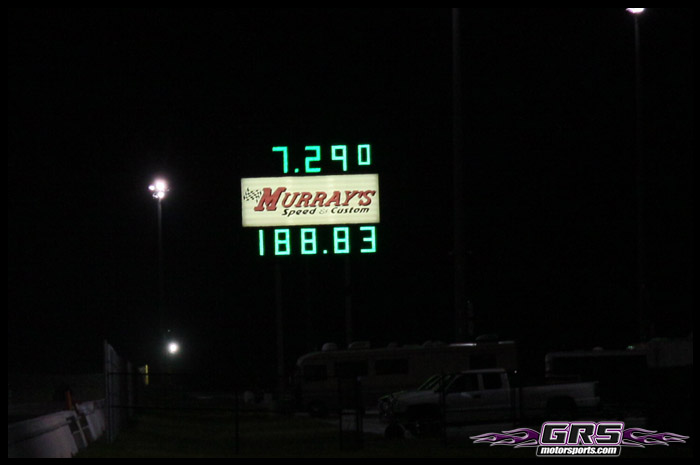 7.290
MURRAY'S
Speed & Custom
188.83
GRS
motorsports.com